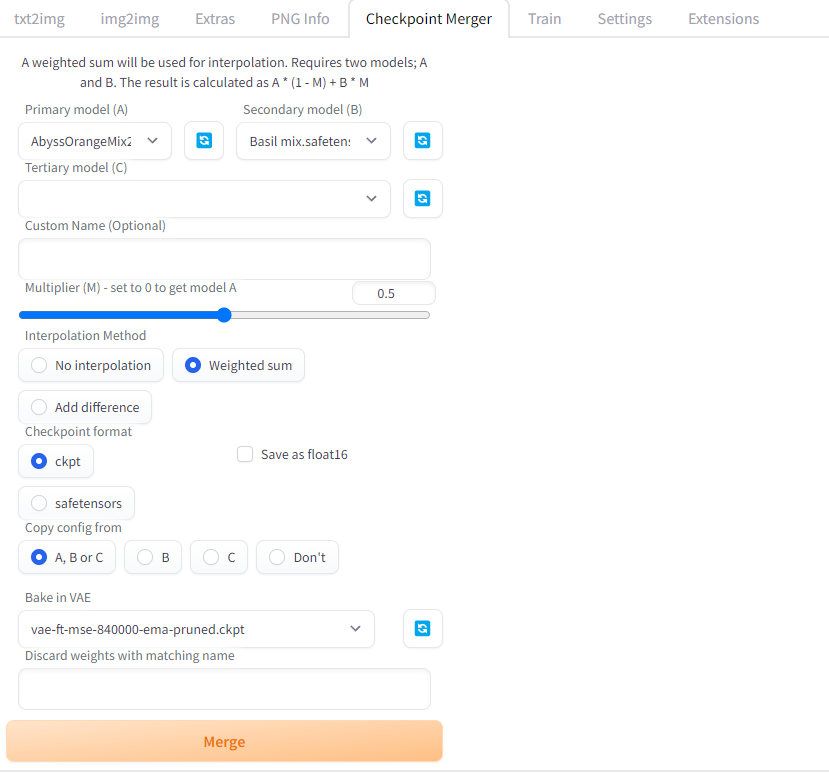 txt2img img2img Extras PNG Info Checkpoint Merger Train Settings Extensions
A weighted sum will be used for interpolation. Requires two models; A
and B. The result is calculated as A * (1 - M) + B * M
Primary model (A) Secondary model (B)
AbyssOrangeMix2 Basil mix.safetens
Tertiary model (C)
Custom Name (Optional)
Multiplier (M) - set to 0 to get model A 0.5
Interpolation Method
No interpolation Weighted sum
Add difference
Checkpoint format
ckpt Save as float16
safetensors
Copy config from
A, B or C B C Don't
Bake in VAE
vae-ft-mse-840000-ema-pruned.ckpt
Discard weights with matching name
Merge